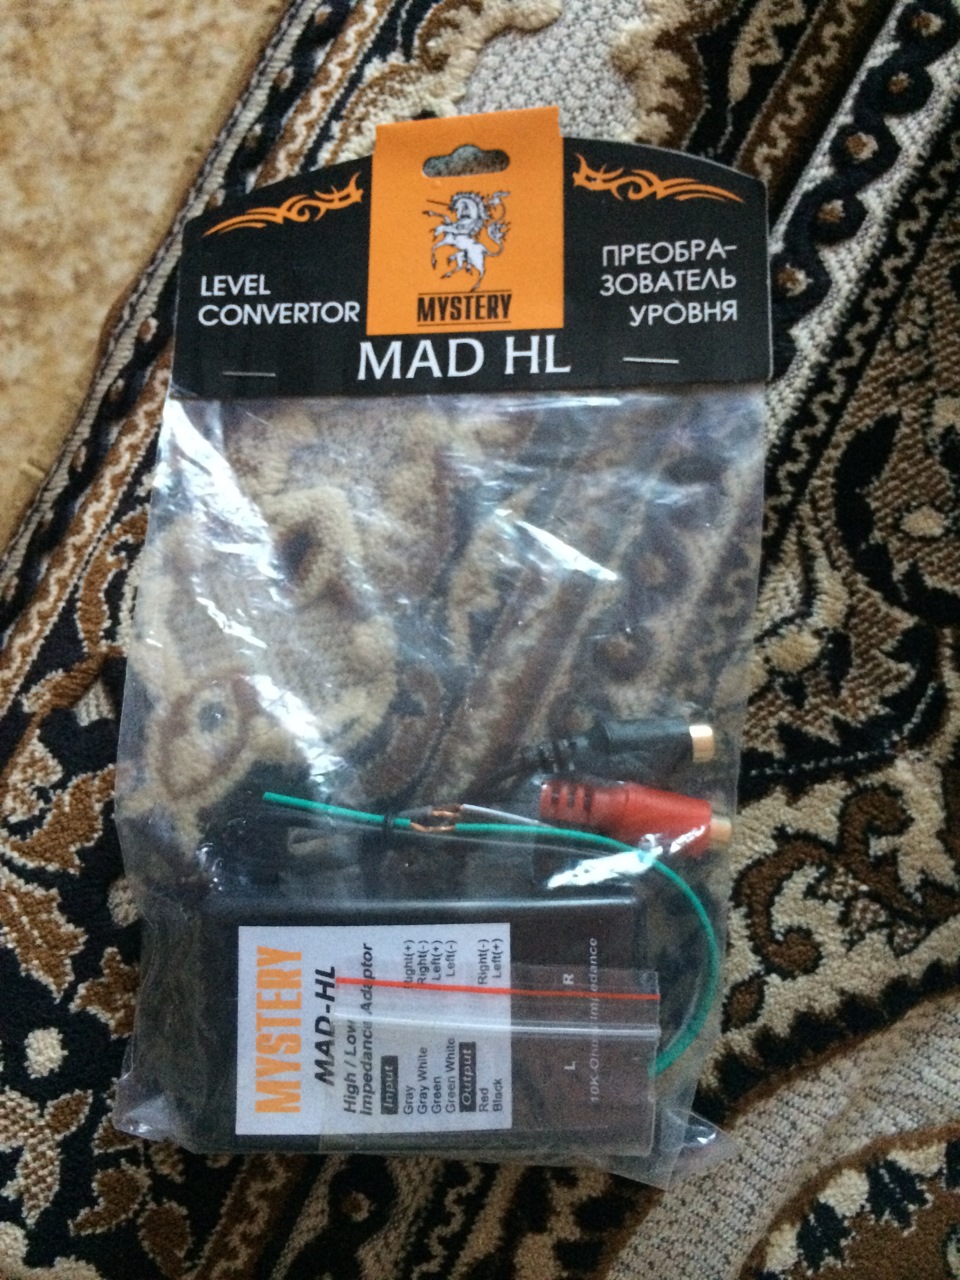 LEVEL
CONVERTOR
MYSTERY
ПРЕОБРА-
ЗОВАТЕЛЬ
УРОВНЯ
MAD HL
MYSTERY
MAD-HL
High / Low
Impedance Adaptor
Input
Gray Right(+)
Gray White Right(-)
Green Left(+)
Green White Left(-)
Output
Red Right(-)
Black Left(+)
L R
10K Ohms Impedance